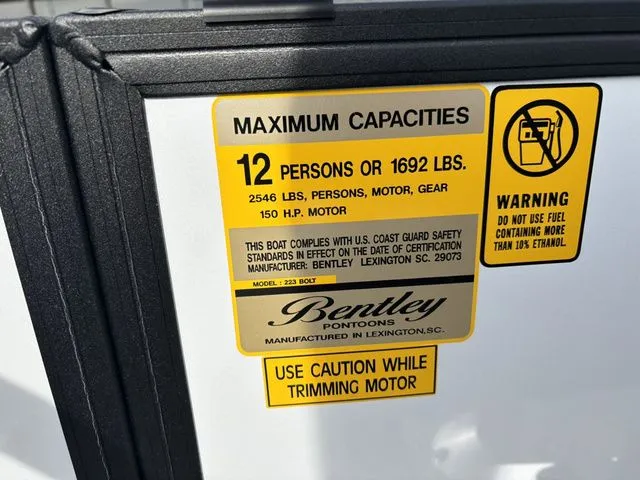 MAXIMUM CAPACITIES
12 PERSONS OR 1692 LBS.
2546 LBS, PERSONS, MOTOR, GEAR
150 H.P. MOTOR
THIS BOAT COMPLIES WITH U.S. COAST GUARD SAFETY
STANDARDS IN EFFECT ON THE DATE OF CERTIFICATION
MANUFACTURER: BENTLEY LEXINGTON SC. 29073
MODEL : 223 BOLT
Bentley
PONTOONS
MANUFACTURED IN LEXINGTON,SC.
USE CAUTION WHILE
TRIMMING MOTOR
WARNING
DO NOT USE FUEL
CONTAINING MORE
THAN 10% ETHANOL.